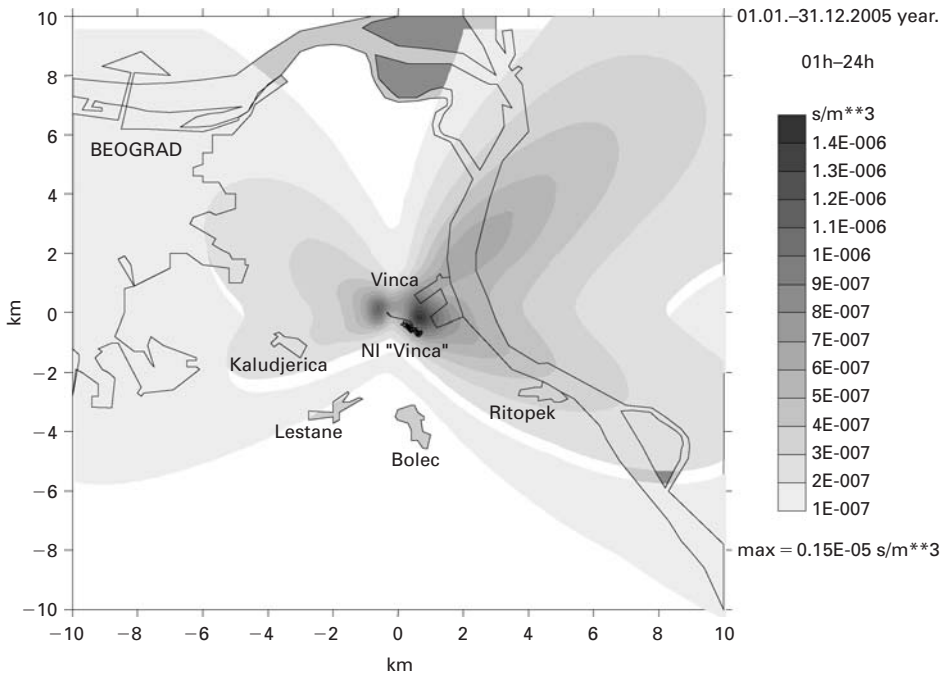 01.01.–31.12.2005 year.
01h–24h
s/m**3
1.4E-006
1.3E-006
1.2E-006
1.1E-006
1E-006
9E-007
8E-007
7E-007
6E-007
5E-007
4E-007
3E-007
2E-007
1E-007
max = 0.15E-05 s/m**3
10
8
6
4
2
0
−2
−4
−6
−8
−10
km
BEOGRAD
Vinca
NI "Vinca"
Kaludjerica
Lestane
Bolec
Ritopek
−10 −8 −6 −4 −2 0 2 4 6 8 10
km